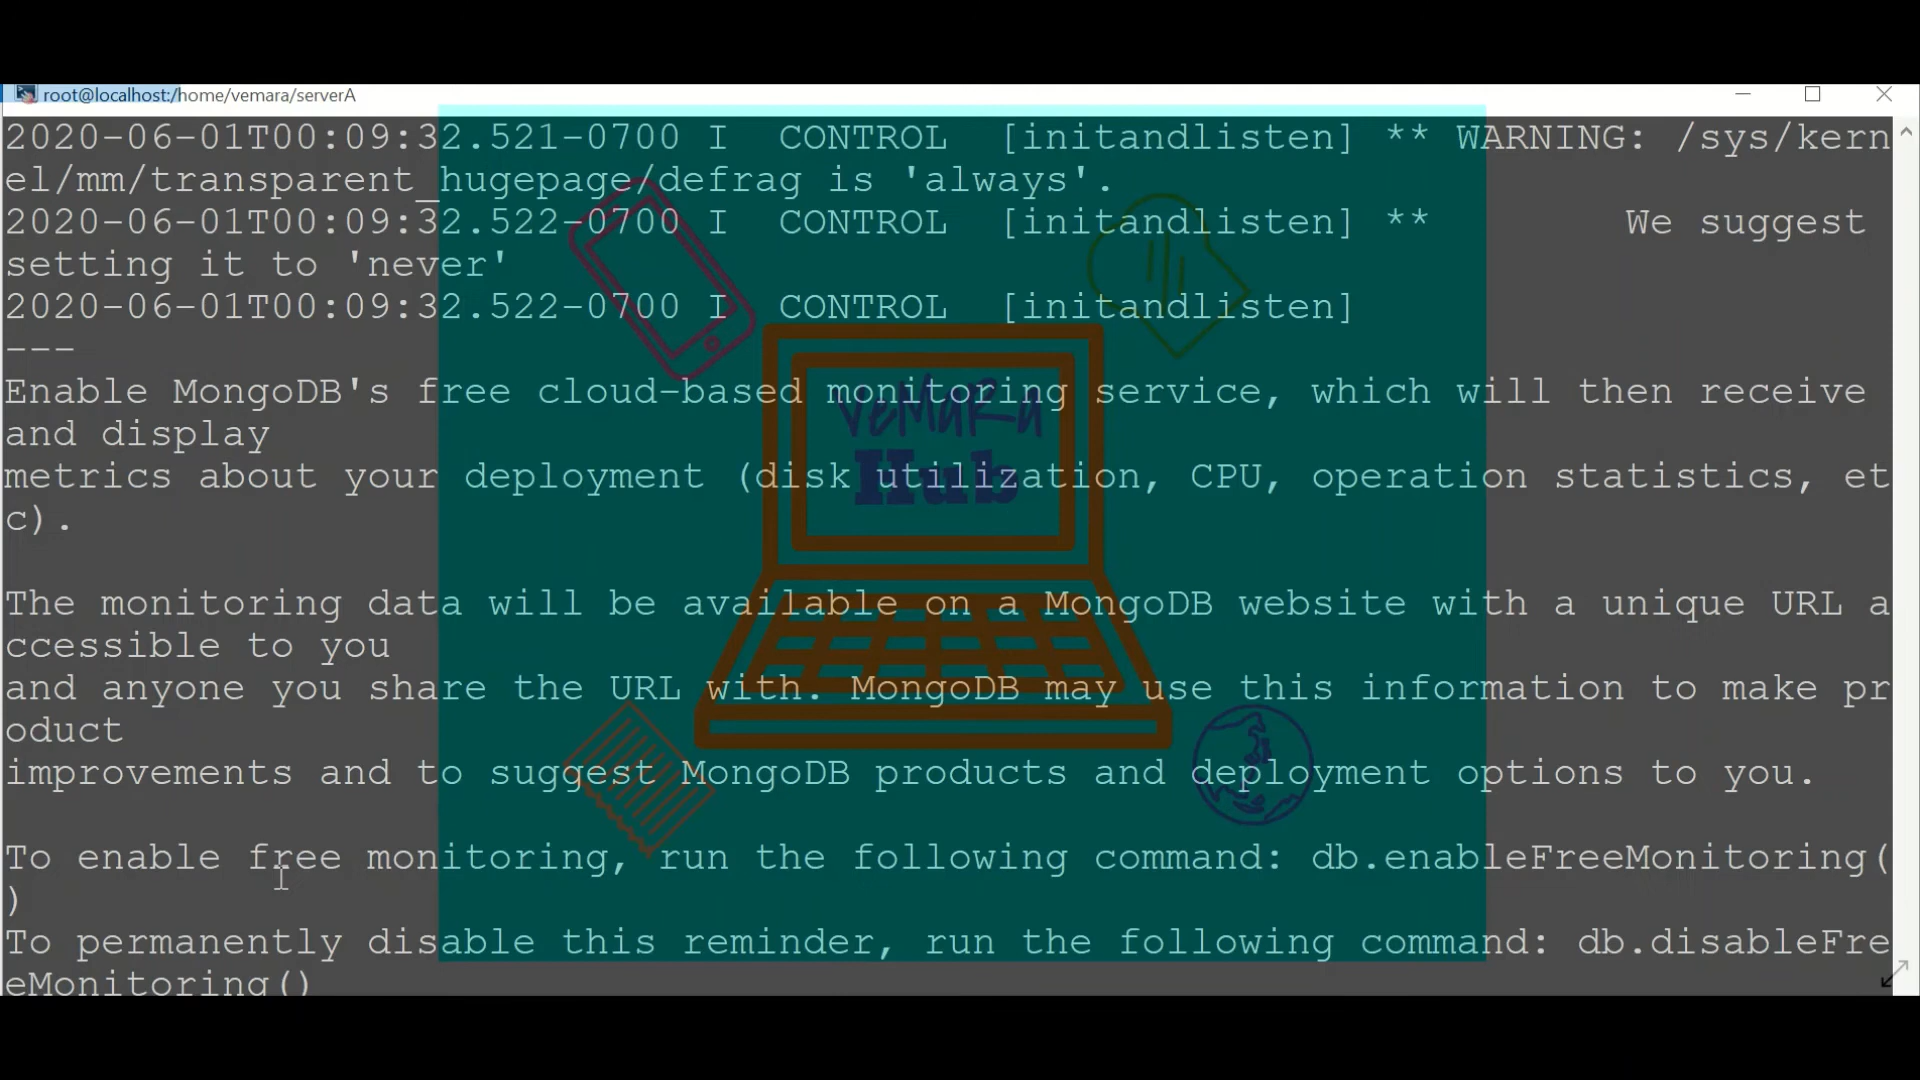 root@localhost:/home/vemara/serverA
2020-06-01T00:09:32.521-0700 I  CONTROL  [initandlisten] ** WARNING: /sys/kern
el/mm/transparent_hugepage/defrag is 'always'.
2020-06-01T00:09:32.522-0700 I  CONTROL  [initandlisten] **        We suggest
setting it to 'never'
2020-06-01T00:09:32.522-0700 I  CONTROL  [initandlisten]
---
Enable MongoDB's free cloud-based monitoring service, which will then receive
and display
veMaRa
metrics about your deployment (disk utilization, CPU, operation statistics, et
Hub
c).
The monitoring data will be available on a MongoDB website with a unique URL a
ccessible to you
and anyone you share the URL with. MongoDB may use this information to make pr
oduct
improvements and to suggest MongoDB products and deployment options to you.
To enable free monitoring, run the following command: db.enableFreeMonitoring(
)
To permanently disable this reminder, run the following command: db.disableFre
eMonitoring()